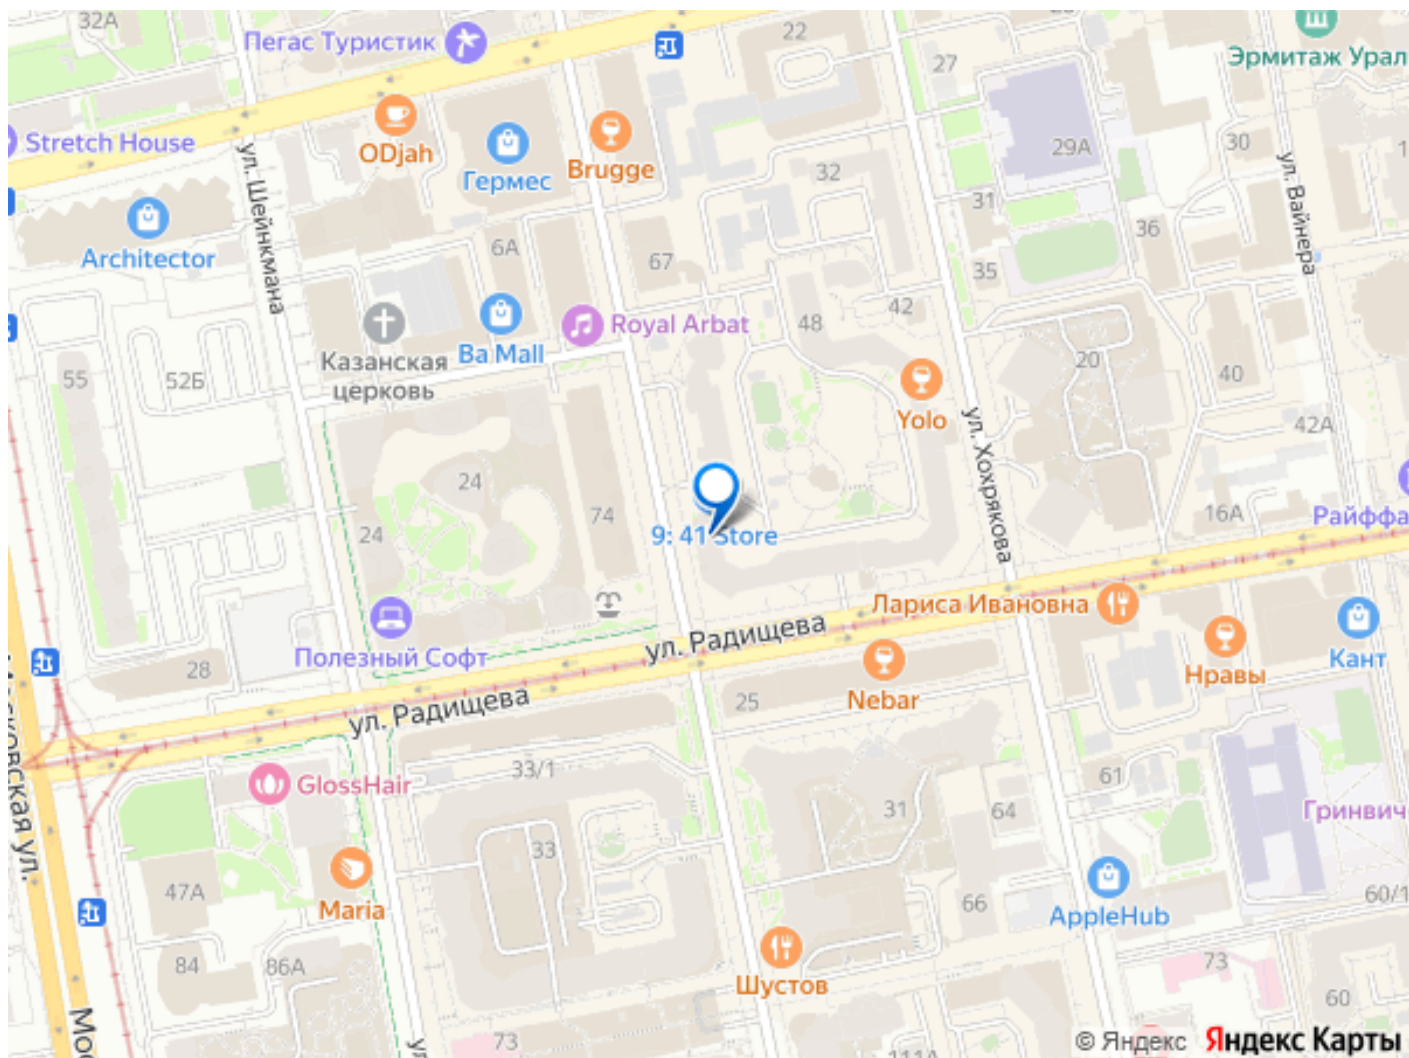 32А
Пегас Туристик
22
27
Эрмитаж Урал
Stretch House
ODjah
Гермес
Brugge
ул. Шейнкмана
29А
30
ул. Вайнера
32
31
36
Architector
6А
67
35
42
48
Royal Arbat
Ba Mall
Казанская
церковь
55
52Б
20
40
Yolo
ул. Хохрякова
42А
24
24
74
9: 41 Store
16А
Райффа
Лариса Ивановна
ул. Радищева
Полезный Софт
28
Нравы
Кант
Nebar
25
ул. Радищева
33/1
GlossHair
61
31
64
Гринвич
Московская ул.
33
47А
Maria
AppleHub
66
60/1
84
86А
Шустов
73
60
Мос
73
111А
© Яндекс Яндекс Карты